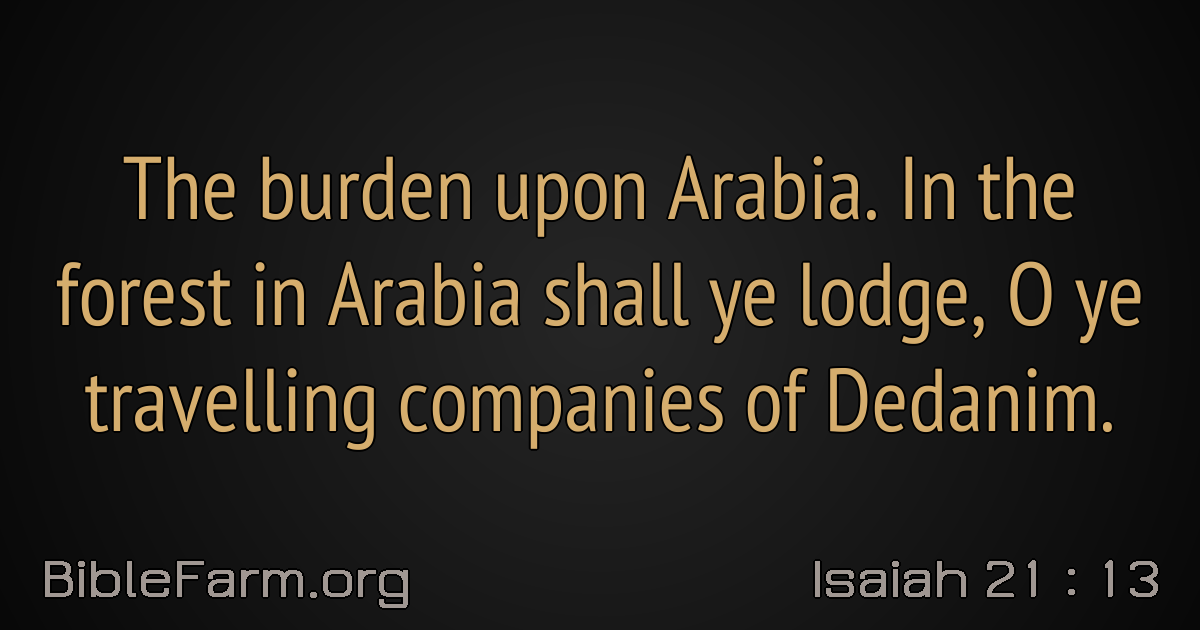 The burden upon Arabia. In the
forest in Arabia shall ye lodge, O ye
travelling companies of Dedanim.
BibleFarm.org
Isaiah 21 : 13